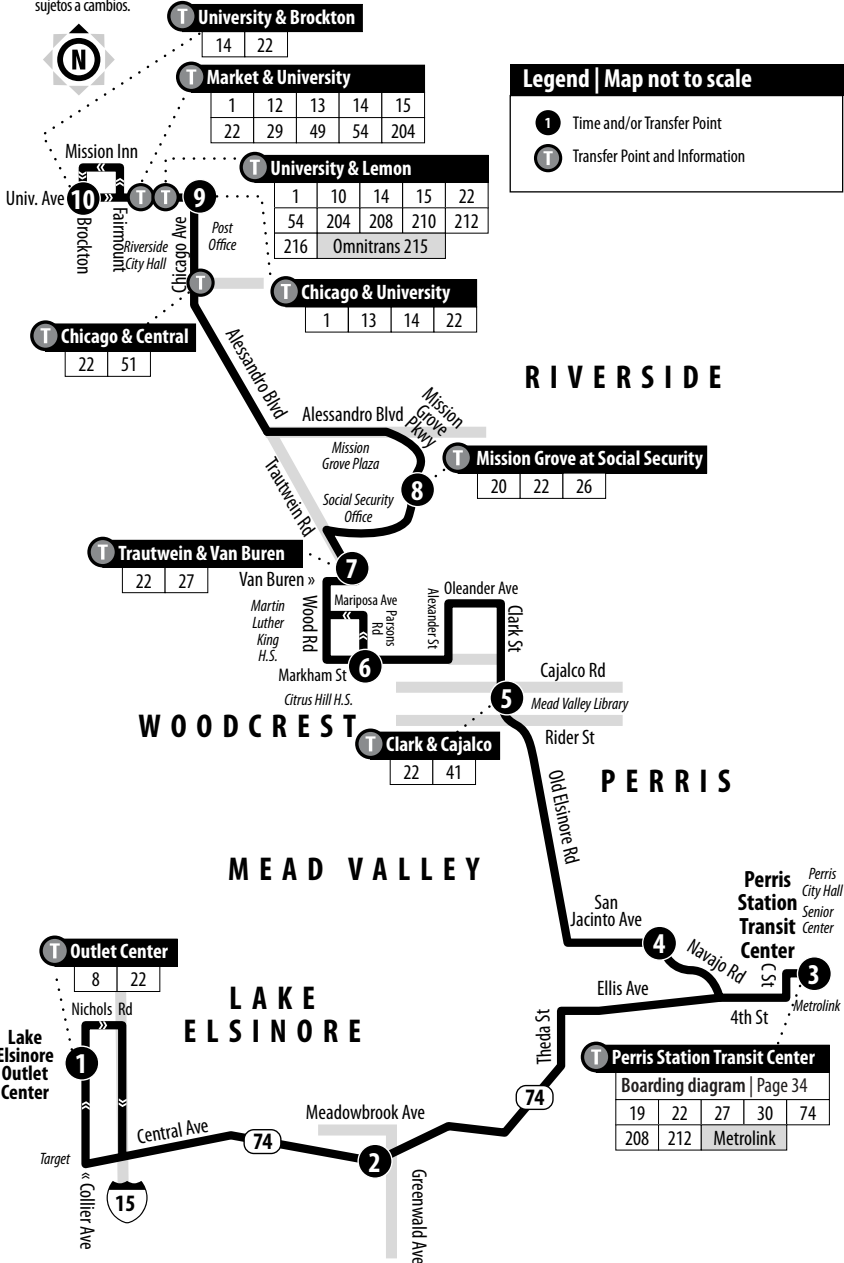 sujetos a cambios.
N
T University & Brockton
14 22
T Market & University
1 12 13 14 15
22 29 49 54 204
Legend | Map not to scale
1 Time and/or Transfer Point
T Transfer Point and Information
Mission Inn
Univ. Ave
10
T
T
9
Brockton
Fairmount
Riverside
City Hall
Chicago Ave
Post
Office
T University & Lemon
1 10 14 15 22
54 204 208 210 212
216 Omnitrans 215
T
T Chicago & University
1 13 14 22
T Chicago & Central
22 51
Alessandro Blvd
RIVERSIDE
Alessandro Blvd
Mission
Grove
Pkwy
Mission
Grove Plaza
T Mission Grove at Social Security
20 22 26
8
Social Security
Office
Trautwein Rd
T Trautwein & Van Buren
22 27
7
Van Buren »
Martin
Luther
King
H.S.
Wood Rd
Mariposa Ave
Parsons
Rd
Alexander St
Oleander Ave
Clark St
Markham St
6
Citrus Hill H.S.
Cajalco Rd
5
Mead Valley Library
Rider St
WOODCREST
T Clark & Cajalco
22 41
PERRIS
Old Elsinore Rd
MEAD VALLEY
San
Jacinto Ave
4
Navajo Rd
Perris
Station
Transit
Center
Perris
City Hall
Senior
Center
C St
3
Metrolink
Ellis Ave
4th St
Theda St
T Outlet Center
8 22
Nichols Rd
LAKE
ELSINORE
Lake
Elsinore
Outlet
Center
1
T Perris Station Transit Center
Boarding diagram | Page 34
19 22 27 30 74
208 212 Metrolink
74
Meadowbrook Ave
Central Ave
74
2
Target
« Collier Ave
15
Greenwald Ave